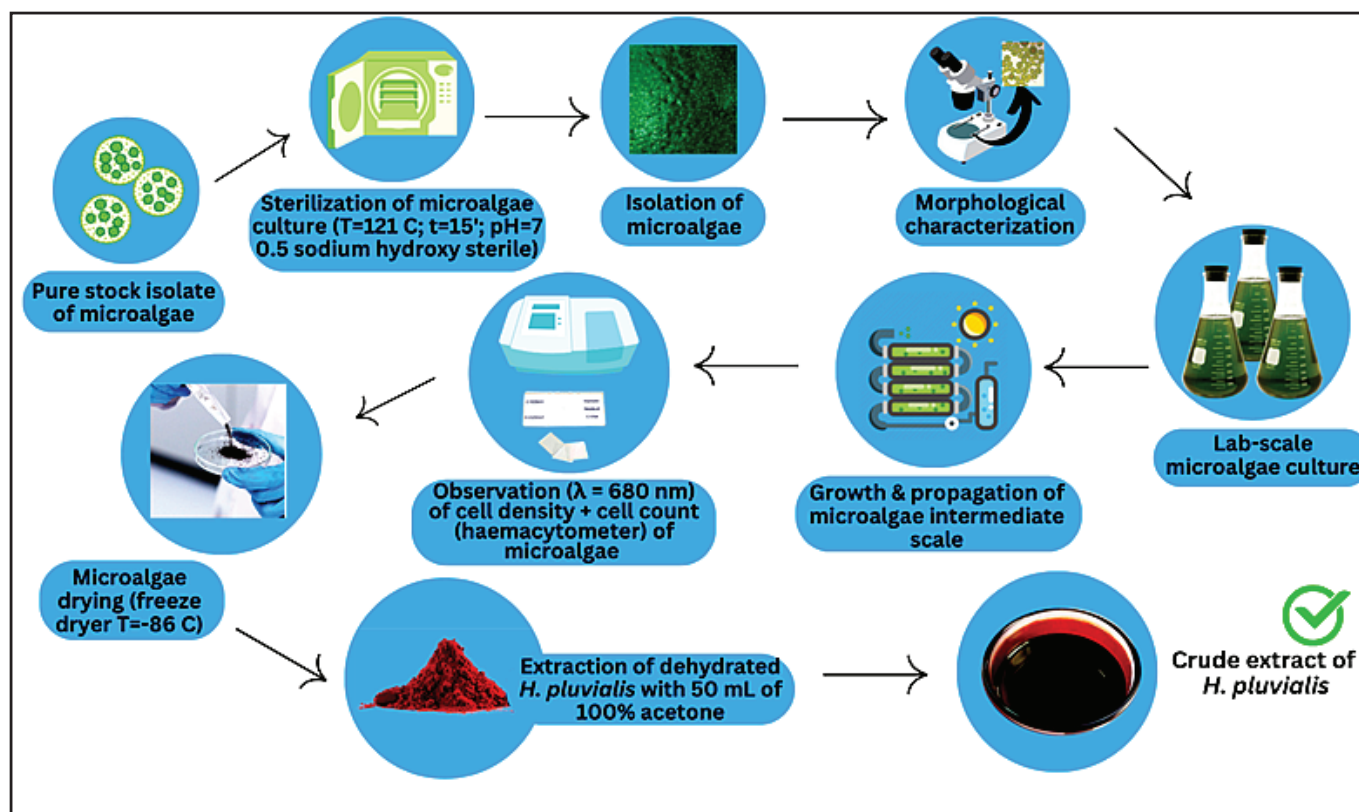 Pure stock isolate
of microalgae
Sterilization of microalgae
culture (T=121 C; t=15'; pH=7
0.5 sodium hydroxy sterile)
Isolation of
microalgae
Morphological
characterization
Lab-scale
microalgae culture
Growth & propagation of
microalgae intermediate
scale
Observation (λ = 680 nm)
of cell density + cell count
(haemacytometer) of
microalgae
Microalgae
drying (freeze
dryer T=-86 C)
Extraction of dehydrated
H. pluvialis with 50 mL of
100% acetone
Crude extract of
H. pluvialis